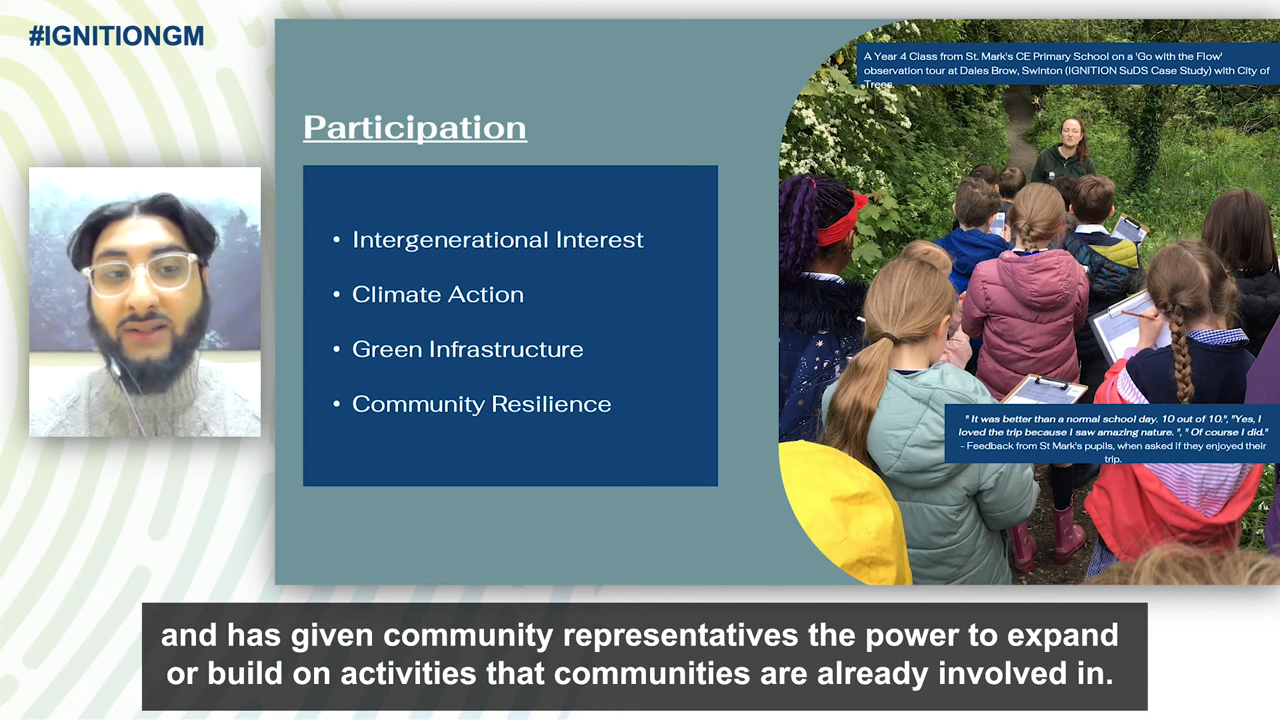 #IGNITIONGM
A Year 4 Class from St. Mark's CE Primary School on a 'Go with the Flow'
observation tour at Dales Brow, Swinton (IGNITION SuDS Case Study) with City of
Trees.
Participation
• Intergenerational Interest
• Climate Action
• Green Infrastructure
• Community Resilience
" It was better than a normal school day. 10 out of 10.", "Yes, I
loved the trip because I saw amazing nature. ", " Of course I did."
- Feedback from St Mark's pupils, when asked if they enjoyed their
trip.
and has given community representatives the power to expand
or build on activities that communities are already involved in.